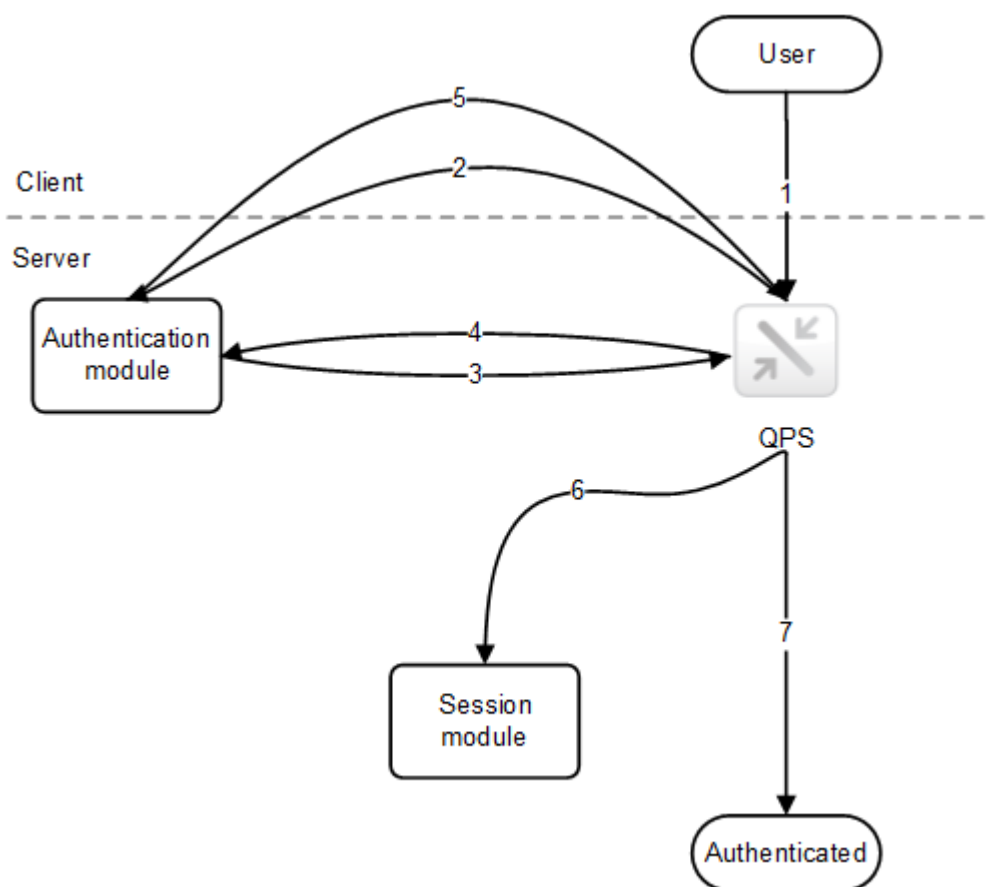 User
5
2
Client
1
Server
Authentication
module
4
3
QPS
6
7
Session
module
Authenticated